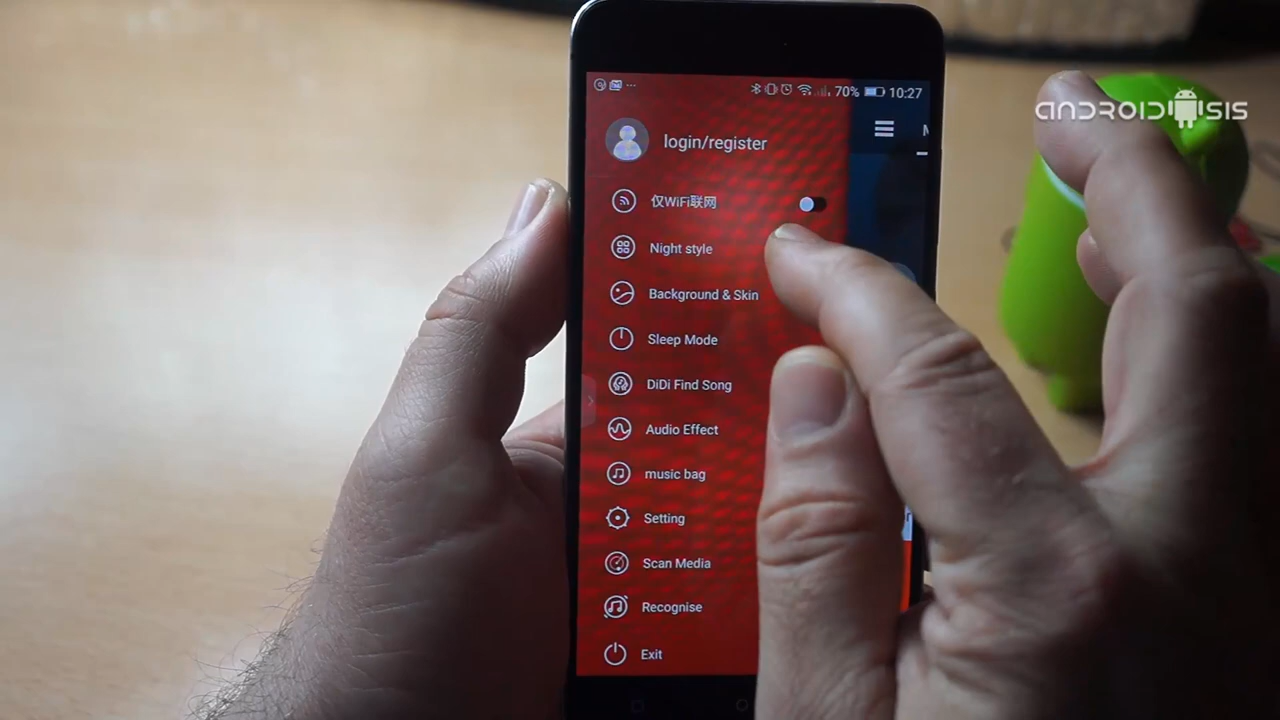 70% 10:27
ANDROIDSIS
login/register
仅WiFi联网
Night style
Background & Skin
Sleep Mode
DiDi Find Song
Audio Effect
music bag
Setting
Scan Media
Recognise
Exit